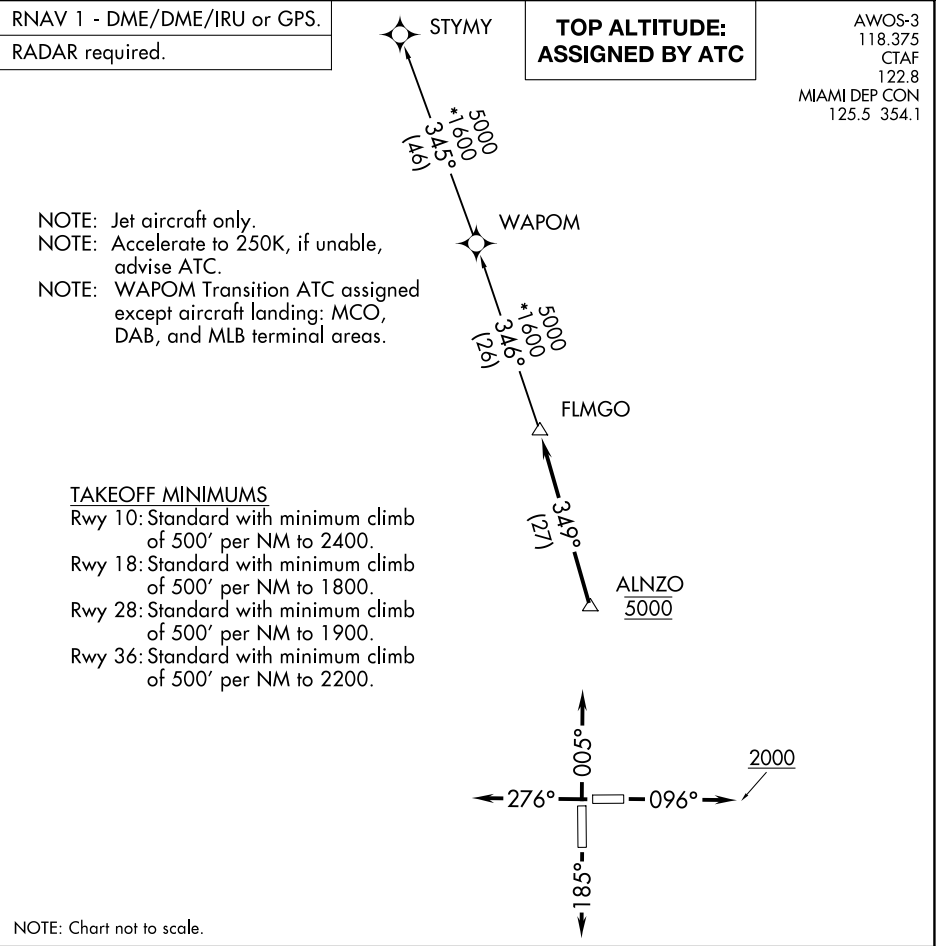 RNAV 1 - DME/DME/IRU or GPS.
RADAR required.
STYMY
TOP ALTITUDE:
ASSIGNED BY ATC
AWOS-3
118.375
CTAF
122.8
MIAMI DEP CON
125.5 354.1
5000
*1600
345°
(46)
NOTE: Jet aircraft only.
NOTE: Accelerate to 250K, if unable,
advise ATC.
NOTE: WAPOM Transition ATC assigned
except aircraft landing: MCO,
DAB, and MLB terminal areas.
WAPOM
5000
*1600
346°
(26)
FLMGO
349°
(27)
TAKEOFF MINIMUMS
Rwy 10: Standard with minimum climb
of 500' per NM to 2400.
Rwy 18: Standard with minimum climb
of 500' per NM to 1800.
Rwy 28: Standard with minimum climb
of 500' per NM to 1900.
Rwy 36: Standard with minimum climb
of 500' per NM to 2200.
ALNZO
5000
005°
2000
276°
096°
185°
NOTE: Chart not to scale.